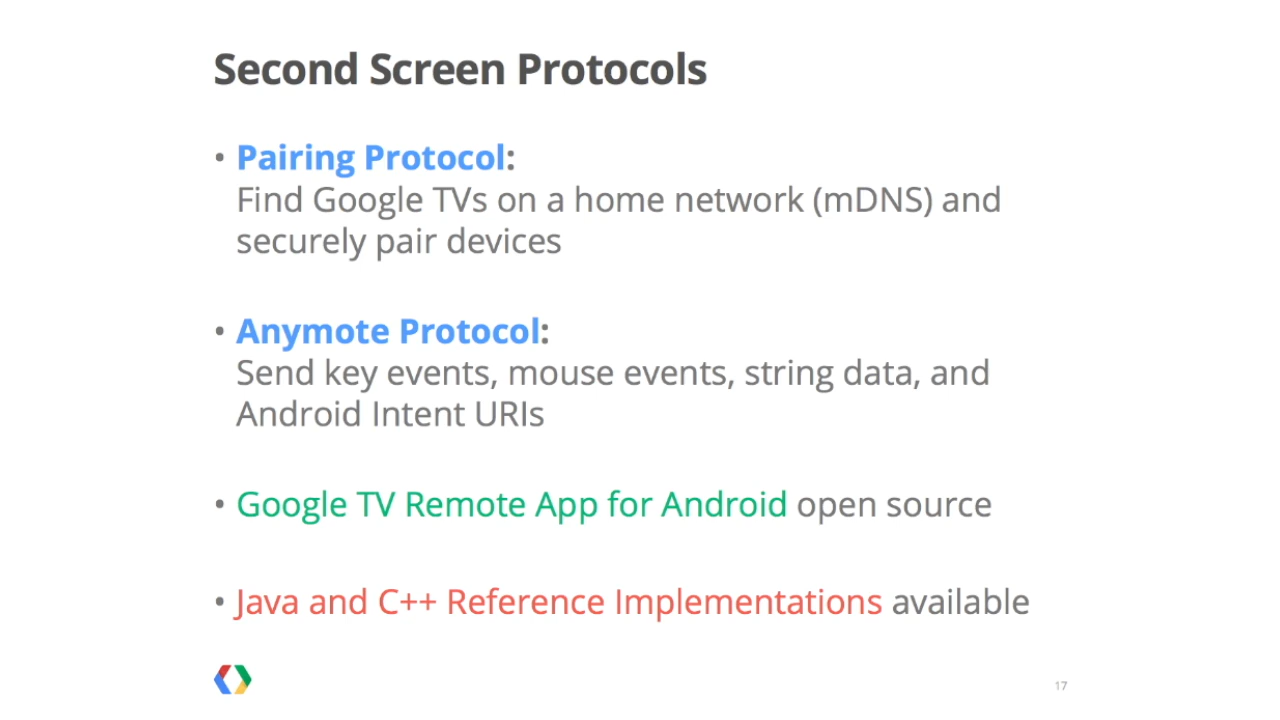 Second Screen Protocols
• Pairing Protocol:
Find Google TVs on a home network (mDNS) and
securely pair devices
• Anymote Protocol:
Send key events, mouse events, string data, and
Android Intent URIs
• Google TV Remote App for Android open source
• Java and C++ Reference Implementations available
17